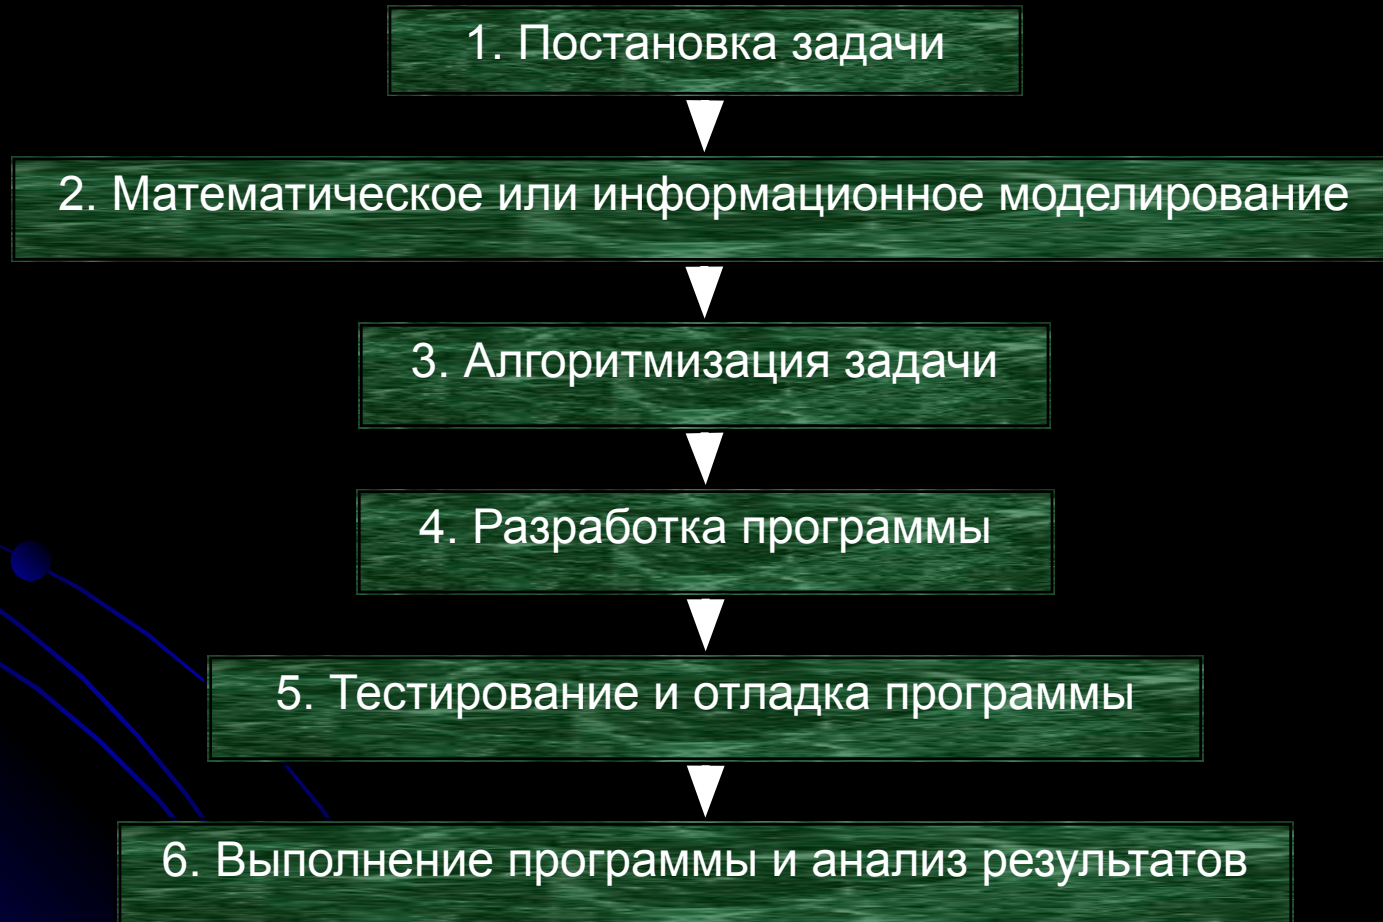 1. Постановка задачи
2. Математическое или информационное моделирование
3. Алгоритмизация задачи
4. Разработка программы
5. Тестирование и отладка программы
6. Выполнение программы и анализ результатов